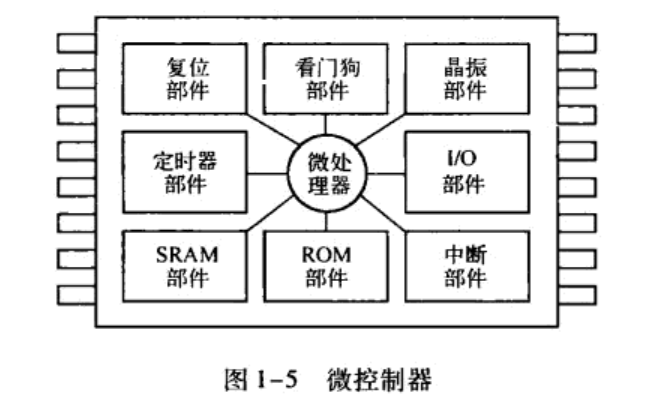 复位
部件
看门狗
部件
晶振
部件
定时器
部件
微处
理器
I/O
部件
SRAM
部件
ROM
部件
中断
部件
图1-5 微控制器